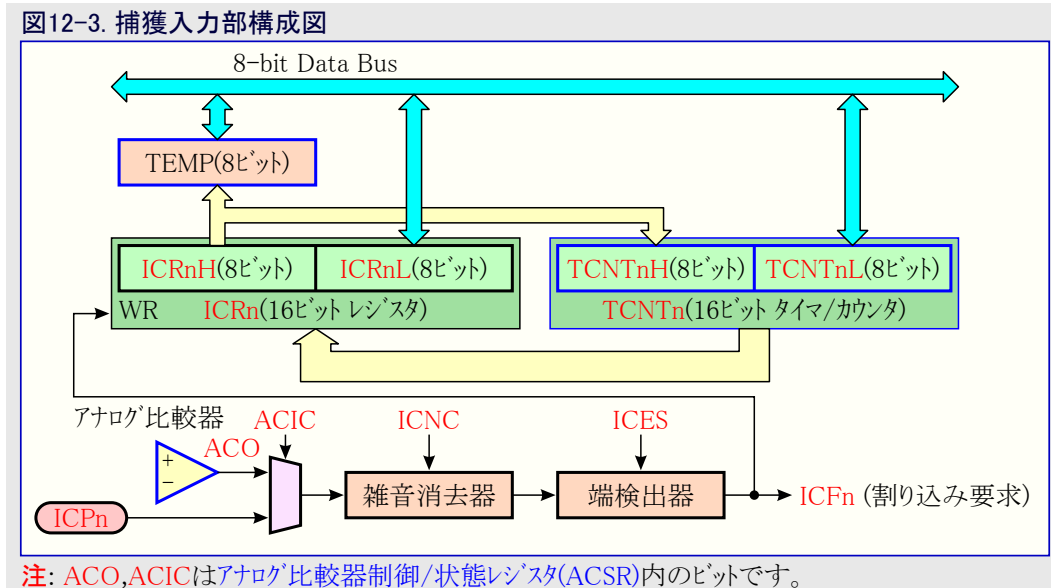 図12-3. 捕獲入力部構成図
8-bit Data Bus
TEMP(8ﾋﾞｯﾄ)
ICRnH(8ﾋﾞｯﾄ) ICRnL(8ﾋﾞｯﾄ) TCNTnH(8ﾋﾞｯﾄ) TCNTnL(8ﾋﾞｯﾄ)
WR ICRn(16ﾋﾞｯﾄ ﾚｼﾞｽﾀ) TCNTn(16ﾋﾞｯﾄ ﾀｲﾏ/ｶｳﾝﾀ)
ｱﾅﾛｸﾞ比較器 ACIC ICNC ICES
ACO
+
−
雑音消去器 端検出器 ICFn (割り込み要求)
ICPn
注: ACO,ACICはｱﾅﾛｸﾞ比較器制御/状態ﾚｼﾞｽﾀ(ACSR)内のﾋﾞｯﾄです。